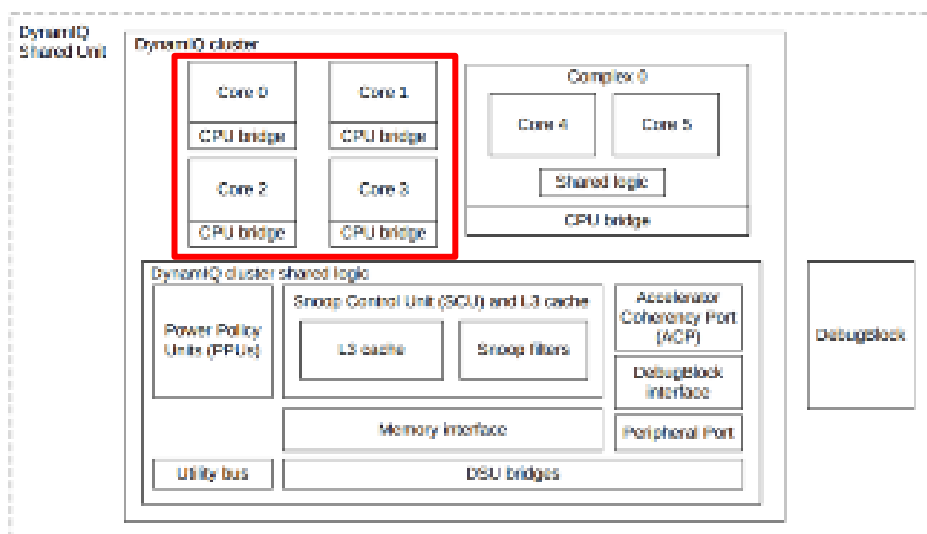 DynamIQ
Shared Unit
DynamIQ cluster
Core 0
Core 1
CPU bridge
CPU bridge
Core 2
Core 3
CPU bridge
CPU bridge
Complex 0
Core 4
Core 5
Shared logic
CPU bridge
DynamIQ cluster shared logic
Power Policy
Units (PPUs)
Snoop Control Unit (SCU) and L3 cache
L3 cache
Snoop filters
Accelerator
Coherency Port
(ACP)
DebugBlock
interface
Memory interface
Peripheral Port
Utility bus
DSU bridges
DebugBlock